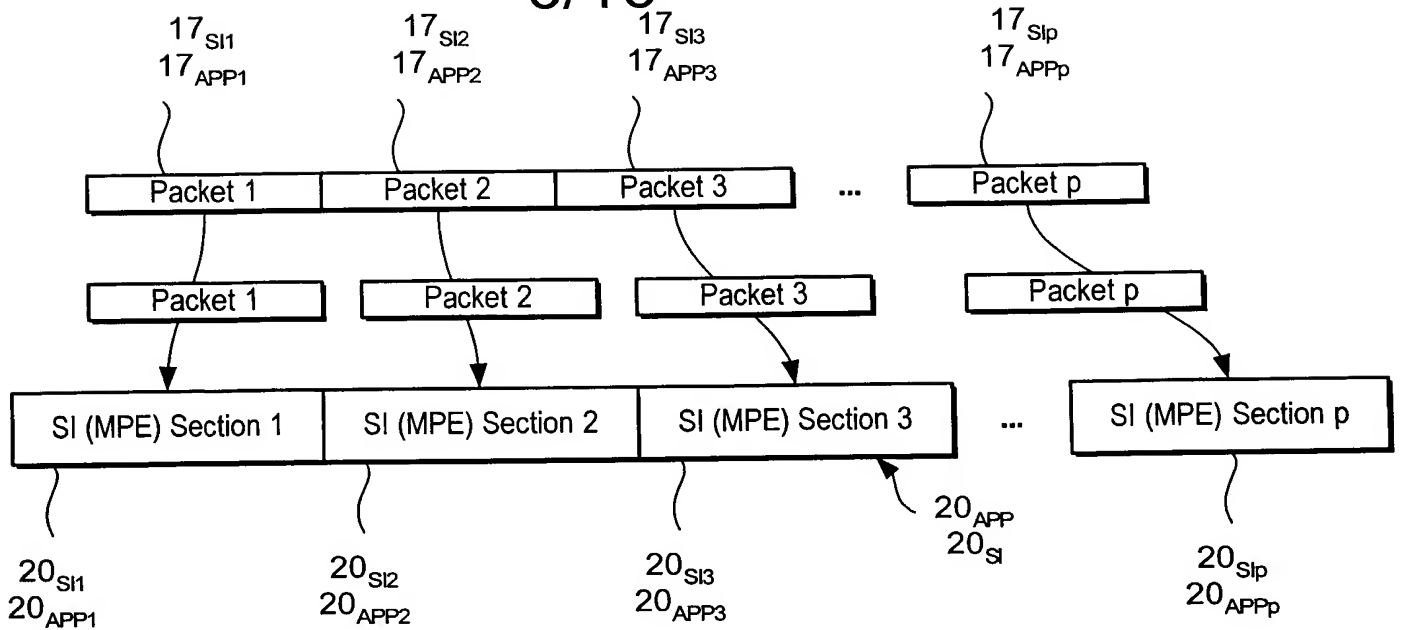 17SI1 17SI2 17SI3 17SIp
17APP1 17APP2 17APP3 17APPp
Packet 1 Packet 2 Packet 3 ... Packet p
Packet 1 Packet 2 Packet 3 Packet p
SI (MPE) Section 1 SI (MPE) Section 2 SI (MPE) Section 3 ... SI (MPE) Section p
20APP
20SI
20SI1 20SI2 20SI3 20SIp
20APP1 20APP2 20APP3 20APPp